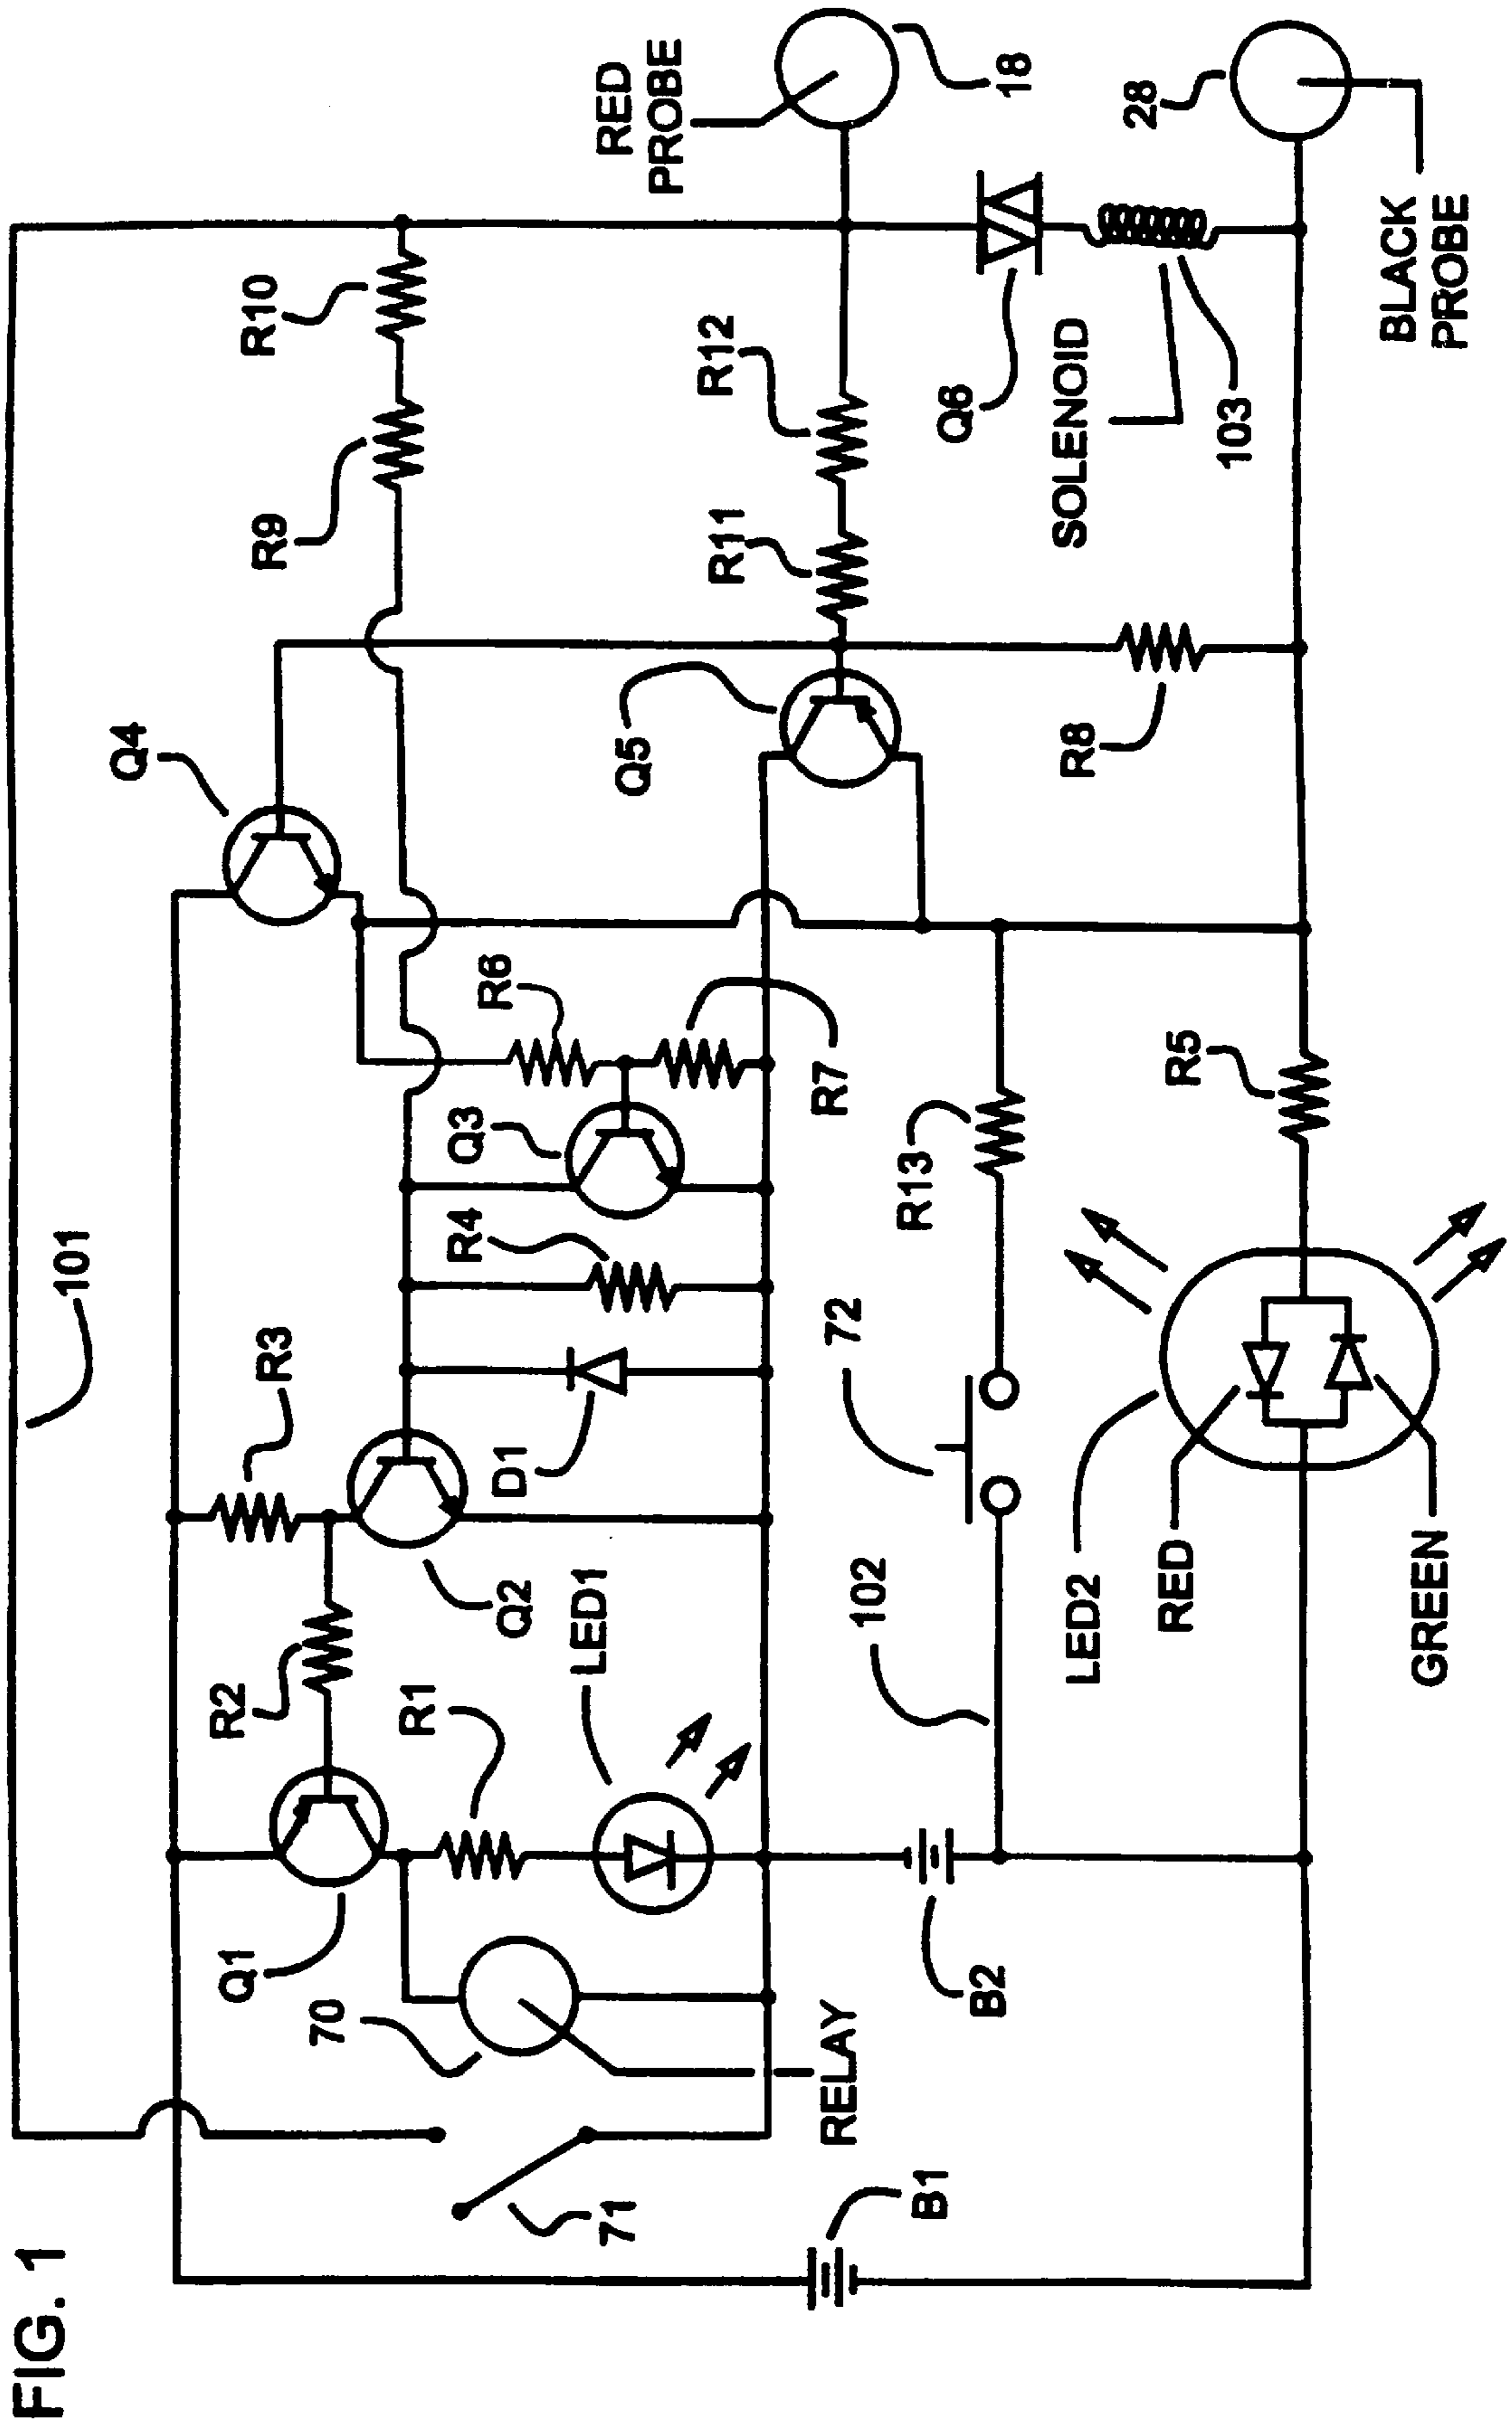 FIG. 1
101
Q4
Q1
R2
R3
R9
R10
70
R1
R4
Q3
R6
D1
Q2
LED1
71
RED
PROBE
Q5
R11
R12
RELAY
R7
72
102
R13
B1
Q6
B2
18
SOLENOID
R8
LED2
28
RED
R5
103
BLACK
PROBE
GREEN